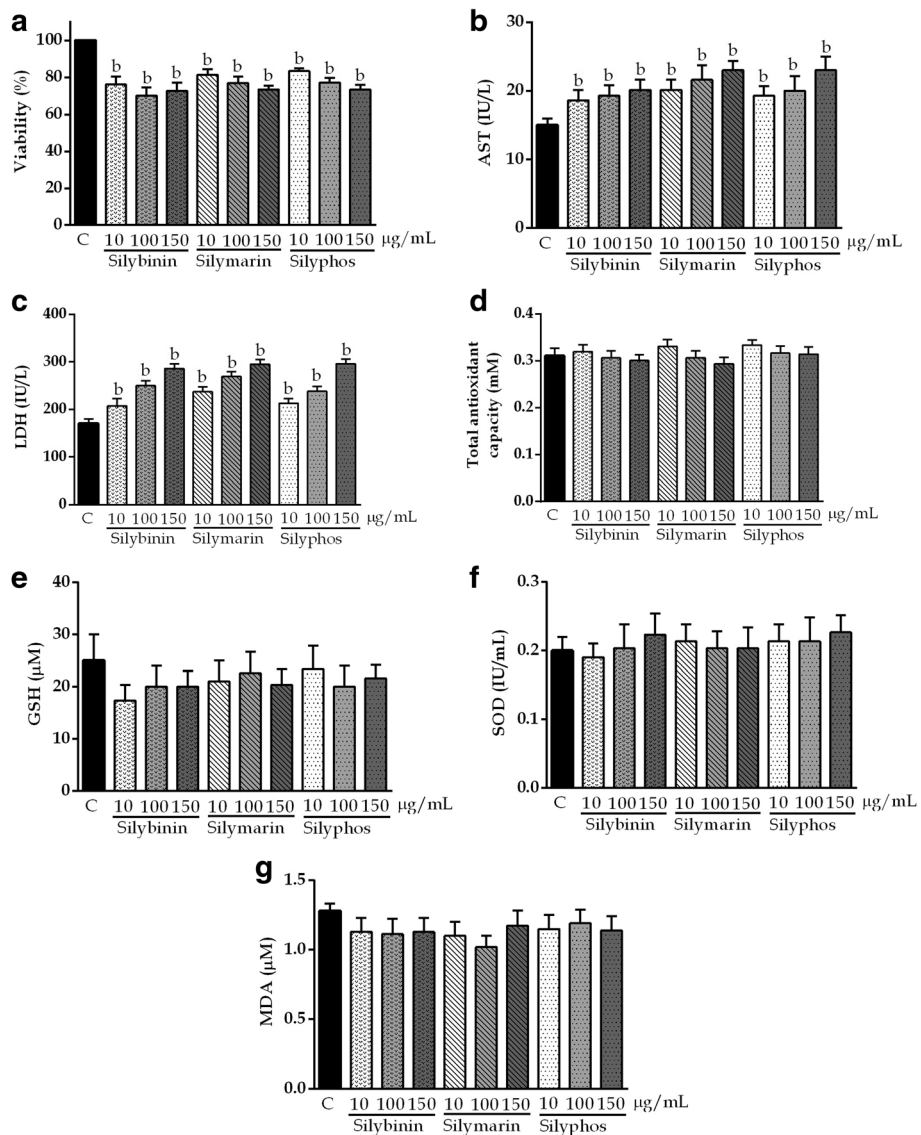 a
b b b b b b b b b
100
80
60
40
20
0
Viability (%)
C 10 100 150 10 100 150 10 100 150 μg/mL
Silybinin Silymarin Silyphos
b
b b b b b b b b b
30
20
10
0
AST (IU/L)
C 10 100 150 10 100 150 10 100 150 μg/mL
Silybinin Silymarin Silyphos
c
b b b b b b b b b
400
300
200
100
0
LDH (IU/L)
C 10 100 150 10 100 150 10 100 150 μg/mL
Silybinin Silymarin Silyphos
d
0.4
0.3
0.2
0.1
0.0
Total antioxidant
capacity (mM)
C 10 100 150 10 100 150 10 100 150 μg/mL
Silybinin Silymarin Silyphos
e
40
30
20
10
0
GSH (μM)
C 10 100 150 10 100 150 10 100 150 μg/mL
Silybinin Silymarin Silyphos
f
0.3
0.2
0.1
0.0
SOD (IU/mL)
C 10 100 150 10 100 150 10 100 150 μg/mL
Silybinin Silymarin Silyphos
g
1.5
1.0
0.5
0.0
MDA (μM)
C 10 100 150 10 100 150 10 100 150 μg/mL
Silybinin Silymarin Silyphos